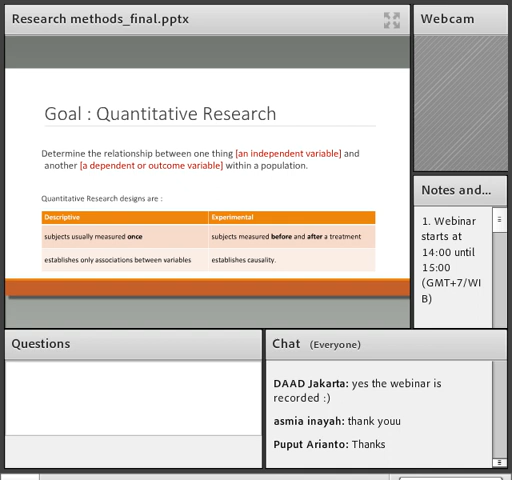 Research methods_final.pptx
Webcam
Goal : Quantitative Research
Determine the relationship between one thing [an independent variable] and
another [a dependent or outcome variable] within a population.
Quantitative Research designs are :
Descriptive
Experimental
subjects usually measured once
subjects measured before and after a treatment
establishes only associations between variables
establishes causality.
Notes and...
1. Webinar
starts at
14:00 until
15:00
(GMT+7/WI
B)
Questions
Chat (Everyone)
DAAD Jakarta: yes the webinar is
recorded :)
asmia inayah: thank youu
Puput Arianto: Thanks